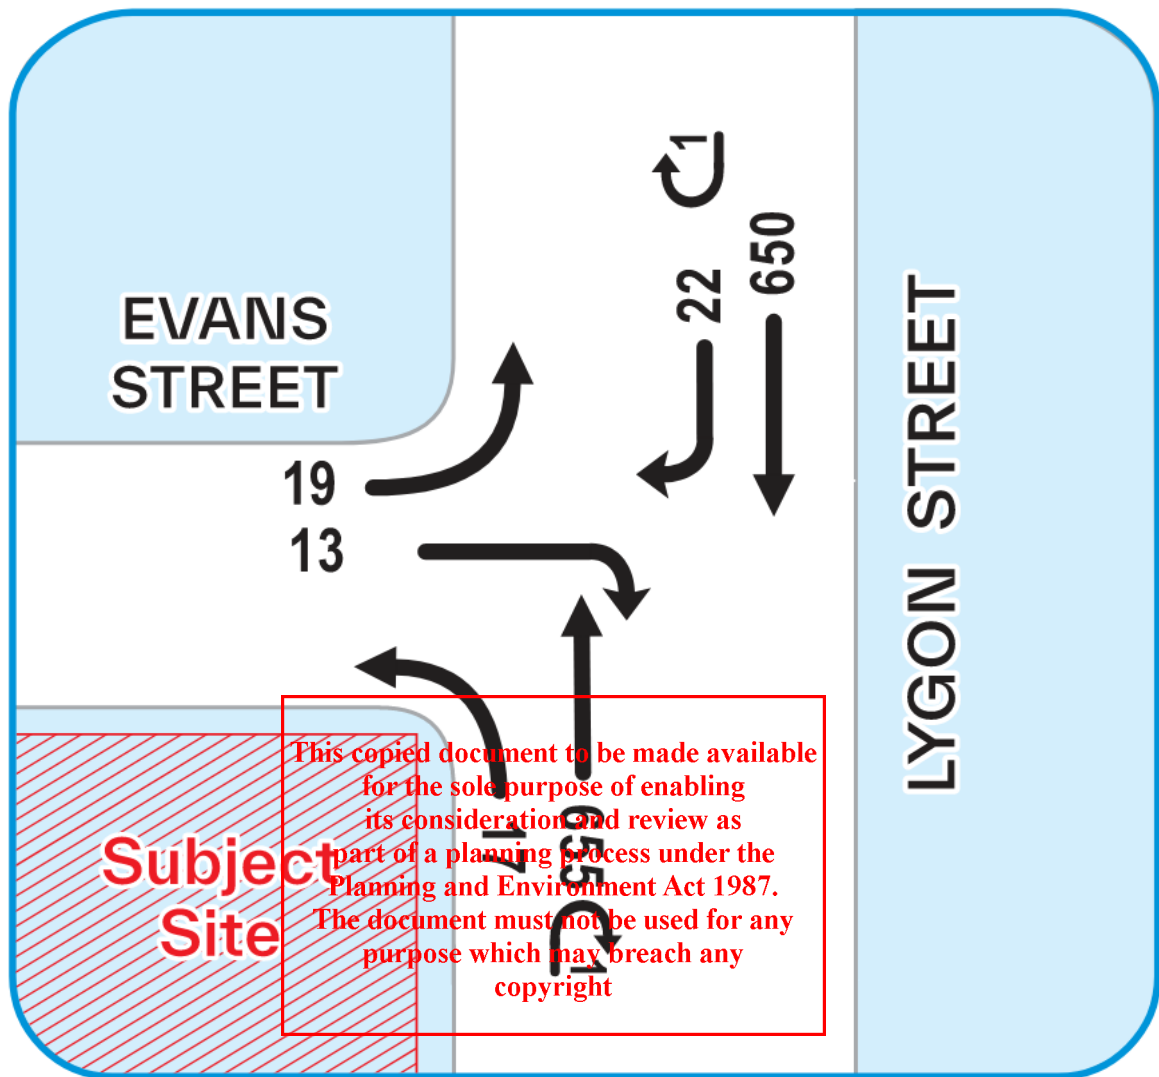 1
650
22
EVANS
STREET
LYGON STREET
19
13
17
655
1
Subject
Site
This copied document to be made available
for the sole purpose of enabling
its consideration and review as
part of a planning process under the
Planning and Environment Act 1987.
The document must not be used for any
purpose which may breach any
copyright